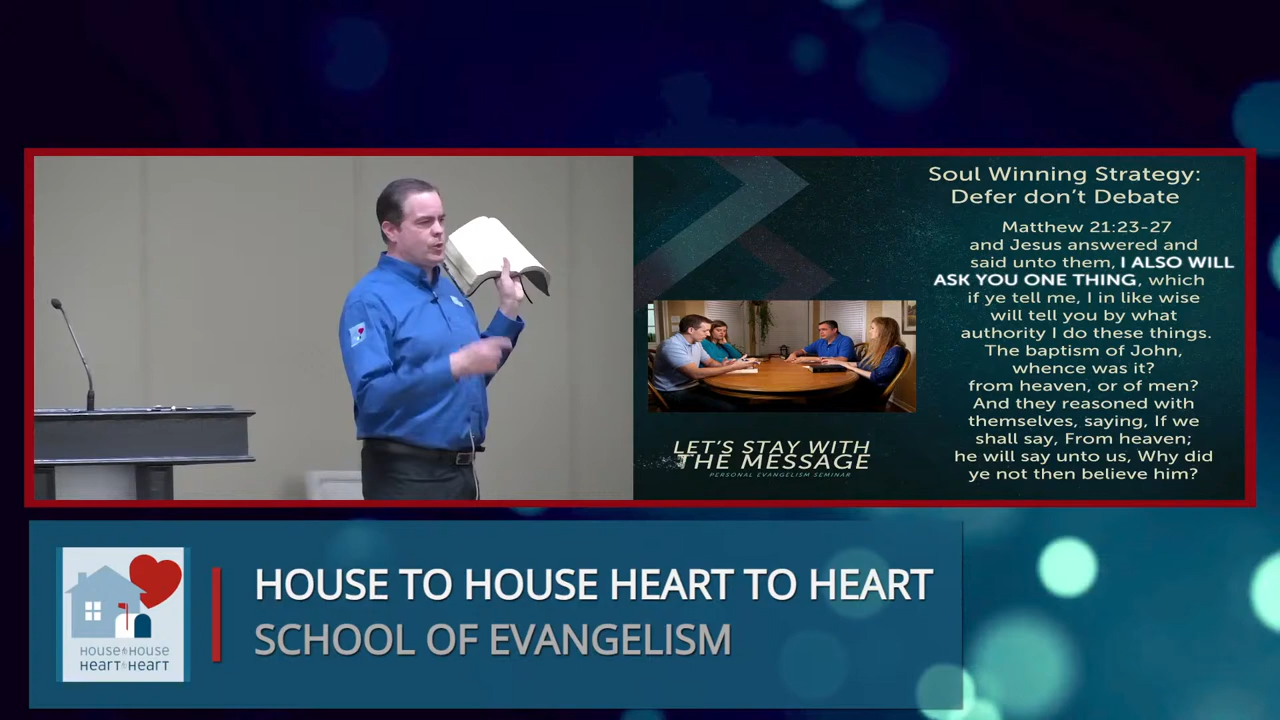 Soul Winning Strategy:
Defer don't Debate
Matthew 21:23-27
and Jesus answered and
said unto them, I ALSO WILL
ASK YOU ONE THING, which
if ye tell me, I in like wise
will tell you by what
authority I do these things.
The baptism of John,
whence was it?
from heaven, or of men?
And they reasoned with
themselves, saying, If we
shall say, From heaven;
he will say unto us, Why did
ye not then believe him?
LET'S STAY WITH
THE MESSAGE
PERSONAL EVANGELISM SEMINAR
HOUSE TO HOUSE HEART TO HEART
SCHOOL OF EVANGELISM
HOUSE TO HOUSE
HEART TO HEART